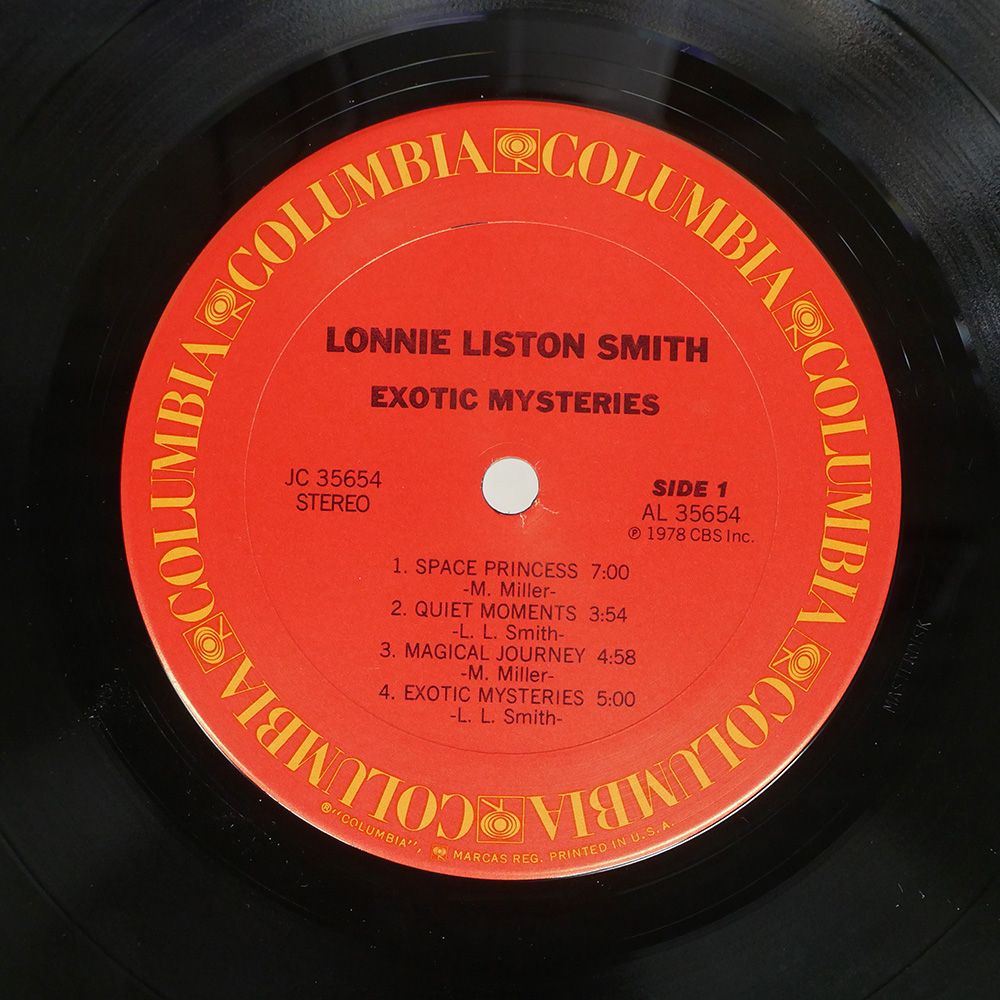 COLUMBIA COLUMBIA COLUMBIA COLUMBIA COLUMBIA COLUMBIA
LONNIE LISTON SMITH
EXOTIC MYSTERIES
JC 35654
STEREO
SIDE 1
AL 35654
℗ 1978 CBS Inc.
1. SPACE PRINCESS 7:00
-M. Miller-
2. QUIET MOMENTS 3:54
-L. L. Smith-
3. MAGICAL JOURNEY 4:58
-M. Miller-
4. EXOTIC MYSTERIES 5:00
-L. L. Smith-
®"COLUMBIA", MARCAS REG. PRINTED IN U.S.A.
MASTERDISK